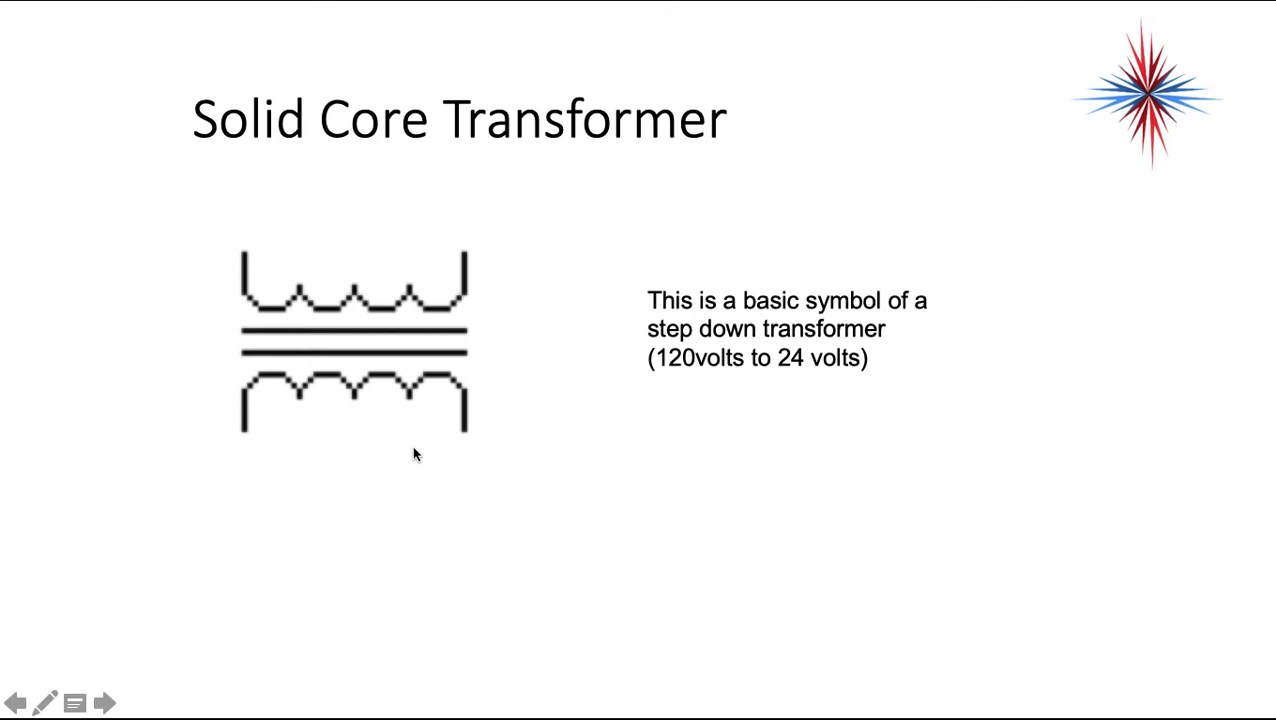 Solid Core Transformer
This is a basic symbol of a
step down transformer
(120volts to 24 volts)